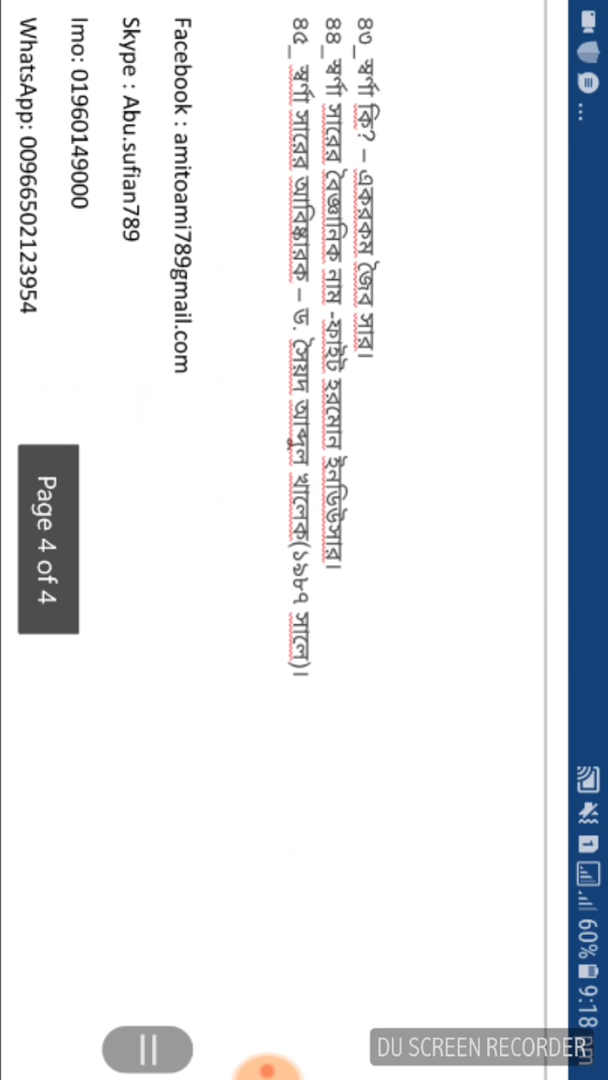 ... 60% 9:18
৪৩_স্বর্ণা কি? – একরকম জৈব সার।
৪৪_স্বর্ণা সারের বৈজ্ঞানিক নাম -ফাইট হরমোন ইনডিউসার।
৪৫_ স্বর্ণা সারের আবিষ্কারক – ড. সৈয়দ আব্দুল খালেক(১৯৮৭ সালে)।
Facebook : amitoami789gmail.com
Skype : Abu.sufian789
Imo: 01960149000
WhatsApp: 00966502123954
Page 4 of 4
DU SCREEN RECORDER